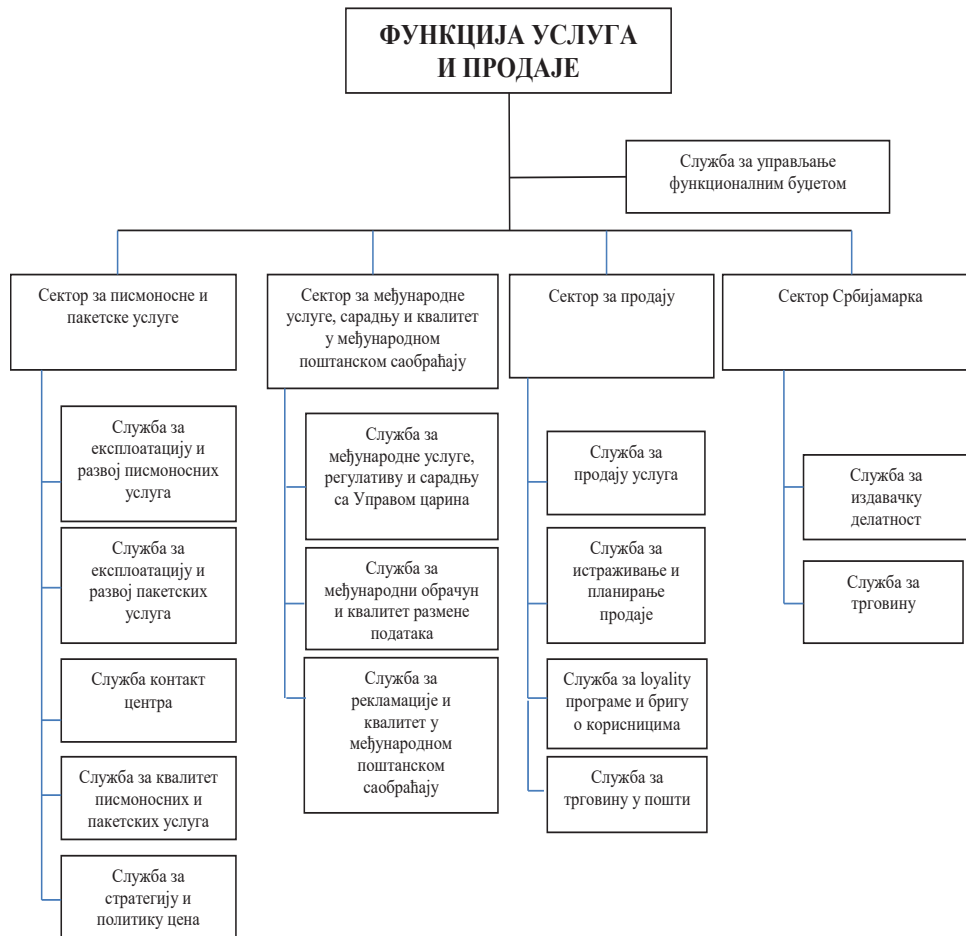 ФУНКЦИЈА УСЛУГА
И ПРОДАЈЕ
Служба за управљање
функционалним буџетом
Сектор за писмоносне и
пакетске услуге
Служба за
експлоатацију и
развој писмоносних
услуга
Служба за
експлоатацију и
развој пакетских
услуга
Служба контакт
центра
Служба за квалитет
писмоносних и
пакетских услуга
Служба за
стратегију и
политику цена
Сектор за међународне
услуге, сарадњу и квалитет
у међународном
поштанском саобраћају
Служба за
међународне услуге,
регулативу и сарадњу
са Управом царина
Служба за
међународни обрачун
и квалитет размене
података
Служба за
рекламације и
квалитет у
међународном
поштанском
саобраћају
Сектор за продају
Служба за
продају услуга
Служба за
истраживање и
планирање
продаје
Служба за loyality
програме и бригу
о корисницима
Служба за
трговину у пошти
Сектор Србијамарка
Служба за
издавачку
делатност
Служба за
трговину